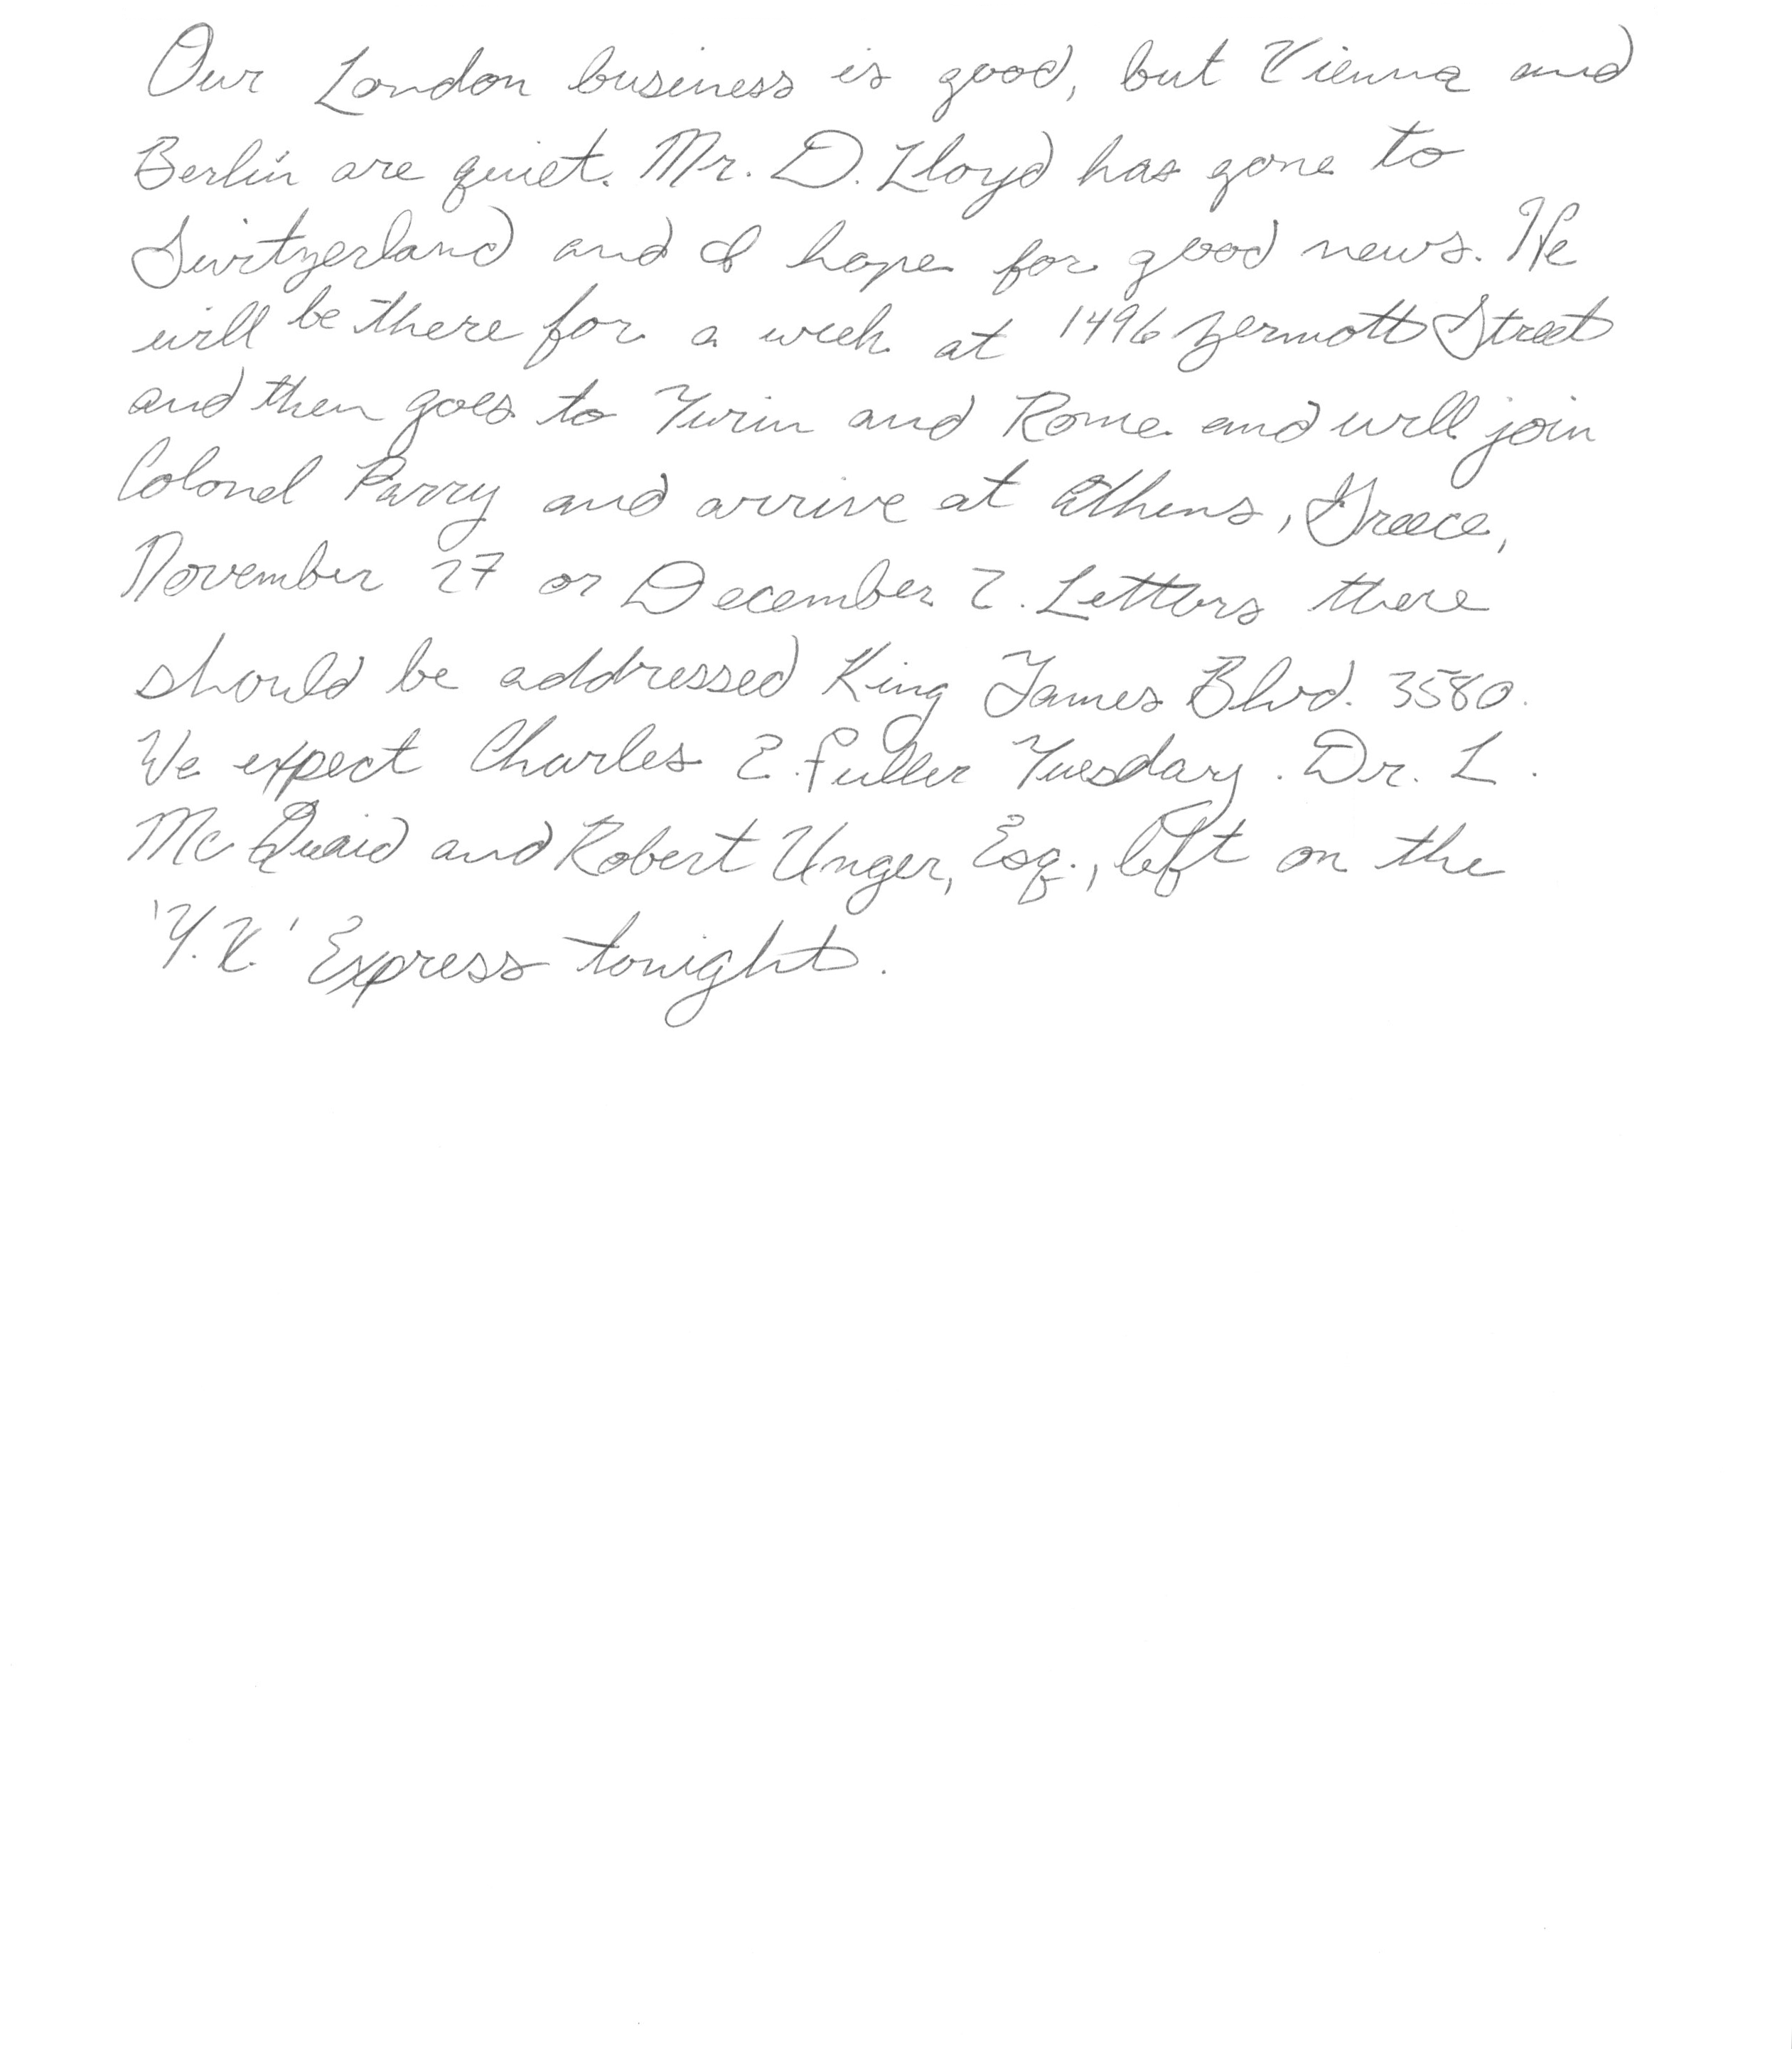 Our London business is good, but Vienna and
Berlin are quiet. Mr. D. Lloyd has gone to
Switzerland and I hope for good news. He
will be there for a week at 1496 Zermott Street
and then goes to Turin and Rome and will join
Colonel Parry and arrive at Athens, Greece,
November 27 or December 2. Letters there
should be addressed King James Blvd. 3580.
We expect Charles E. Fuller Tuesday. Dr. L.
McQuaid and Robert Unger, Esq., left on the
'Y.X.' Express tonight.